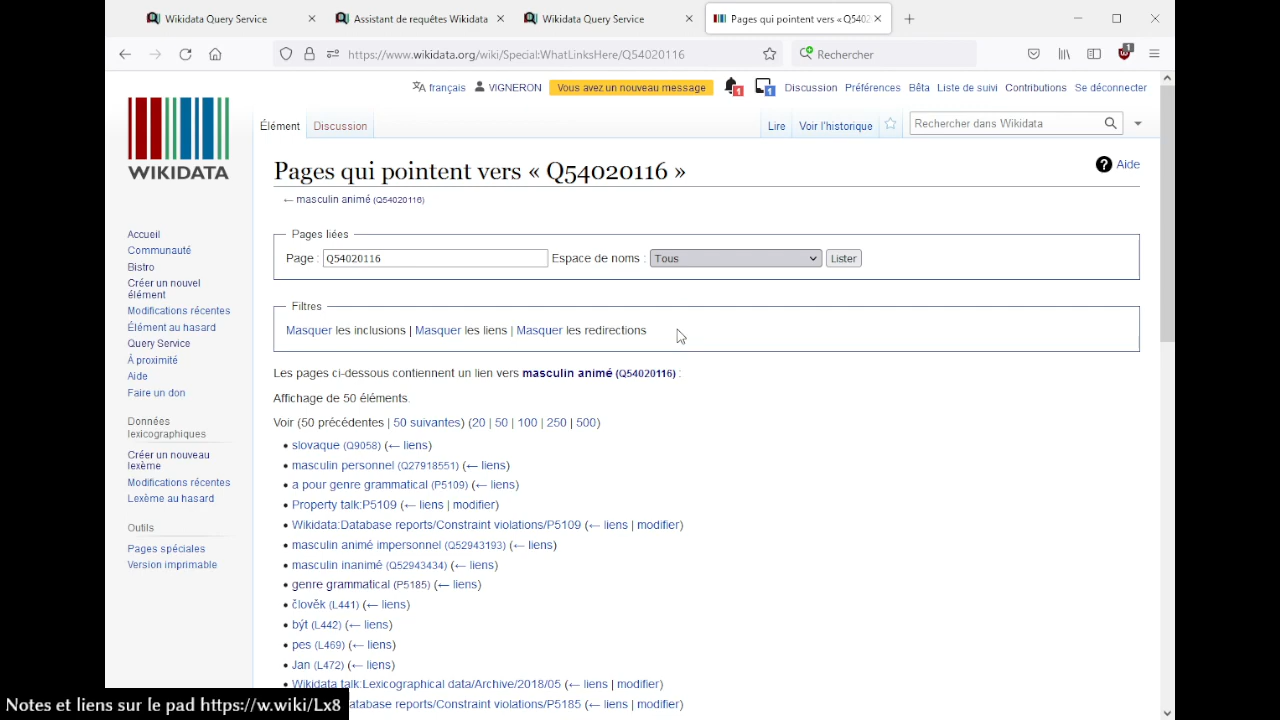 Wikidata Query Service
Assistant de requêtes Wikidata
Wikidata Query Service
Pages qui pointent vers « Q5402
https://www.wikidata.org/wiki/Special:WhatLinksHere/Q54020116
Rechercher
1
français VIGNERON Vous avez un nouveau message 1 1 Discussion Préférences Bêta Liste de suivi Contributions Se déconnecter
Élément Discussion Lire Voir l'historique Rechercher dans Wikidata
WIKIDATA
Pages qui pointent vers « Q54020116 »
? Aide
← masculin animé (Q54020116)
Pages liées
Page : Q54020116 Espace de noms : Tous Lister
Filtres
Masquer les inclusions | Masquer les liens | Masquer les redirections
Les pages ci-dessous contiennent un lien vers masculin animé (Q54020116) :
Affichage de 50 éléments.
Voir (50 précédentes | 50 suivantes) (20 | 50 | 100 | 250 | 500)
• slovaque (Q9058) (← liens)
• masculin personnel (Q27918551) (← liens)
• a pour genre grammatical (P5109) (← liens)
• Property talk:P5109 (← liens | modifier)
• Wikidata:Database reports/Constraint violations/P5109 (← liens | modifier)
• masculin animé impersonnel (Q52943193) (← liens)
• masculin inanimé (Q52943434) (← liens)
• genre grammatical (P5185) (← liens)
• člověk (L441) (← liens)
• být (L442) (← liens)
• pes (L469) (← liens)
• Jan (L472) (← liens)
• Wikidata talk:Lexicographical data/Archive/2018/05 (← liens | modifier)
atabase reports/Constraint violations/P5185 (← liens | modifier)
Accueil
Communauté
Bistro
Créer un nouvel
élément
Modifications récentes
Élément au hasard
Query Service
À proximité
Aide
Faire un don
Données
lexicographiques
Créer un nouveau
lexème
Modifications récentes
Lexème au hasard
Outils
Pages spéciales
Version imprimable
Notes et liens sur le pad https://w.wiki/Lx8